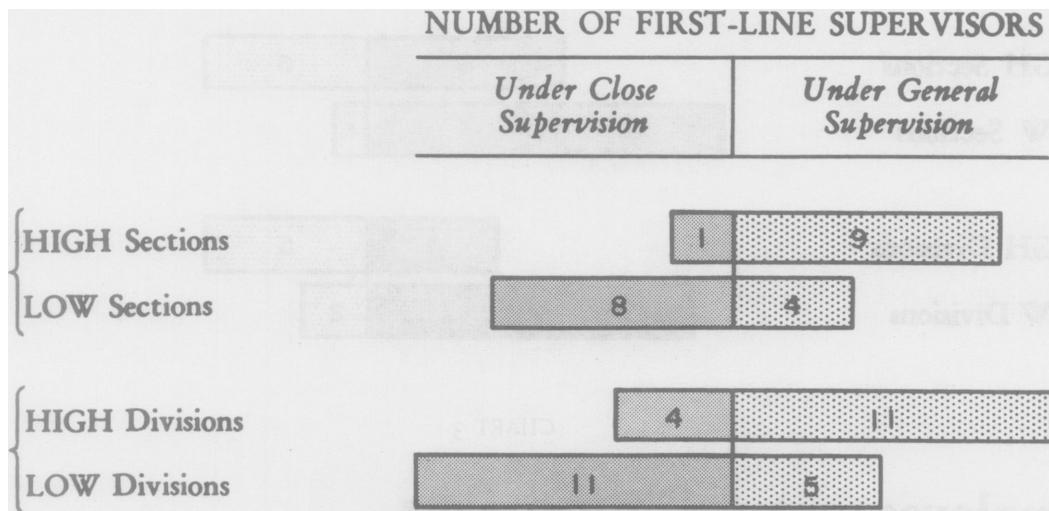 NUMBER OF FIRST-LINE SUPERVISORS
Under Close Under General
Supervision Supervision
HIGH Sections 1 9
LOW Sections 8 4
HIGH Divisions 4 11
LOW Divisions 11 5